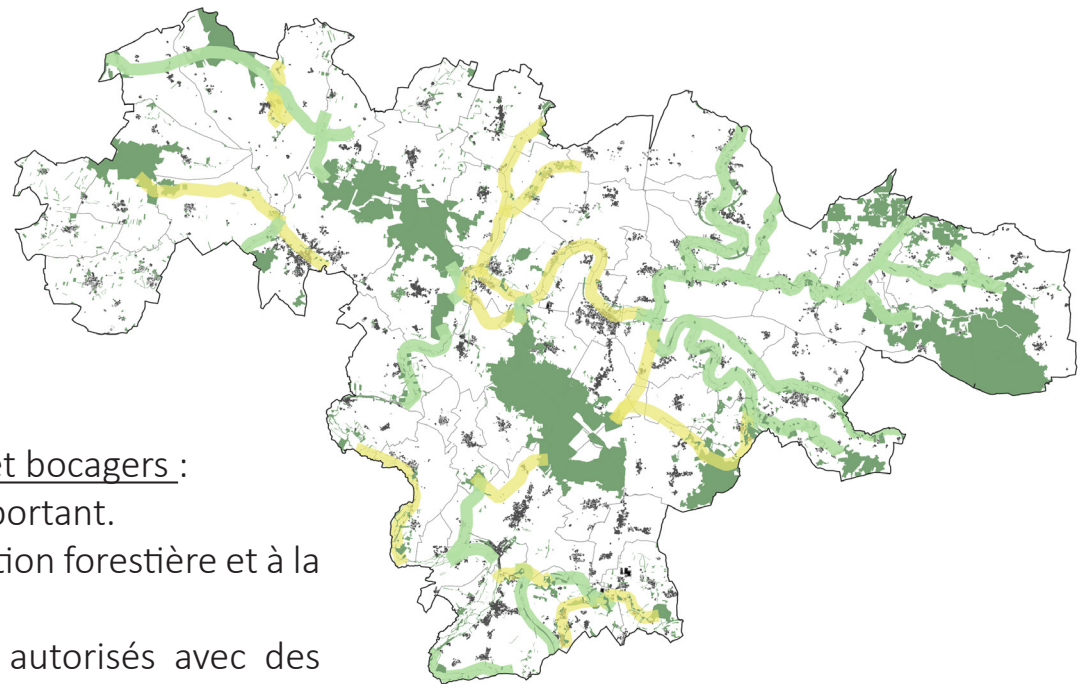 et bocagers :
portant.
tion forestière et à la
autorisés avec des